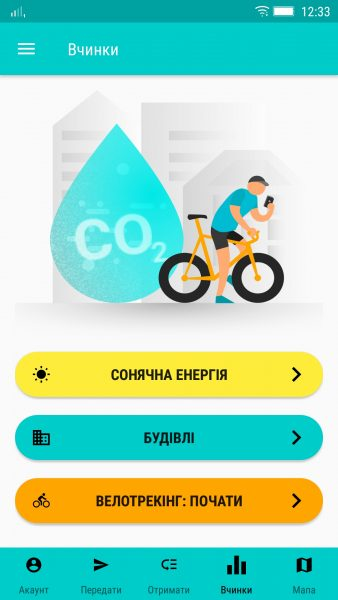 12:33
Вчинки
CO2
СОНЯЧНА ЕНЕРГІЯ
БУДІВЛІ
ВЕЛОТРЕКІНГ: ПОЧАТИ
Акаунт Передати Отримати Вчинки Мапа